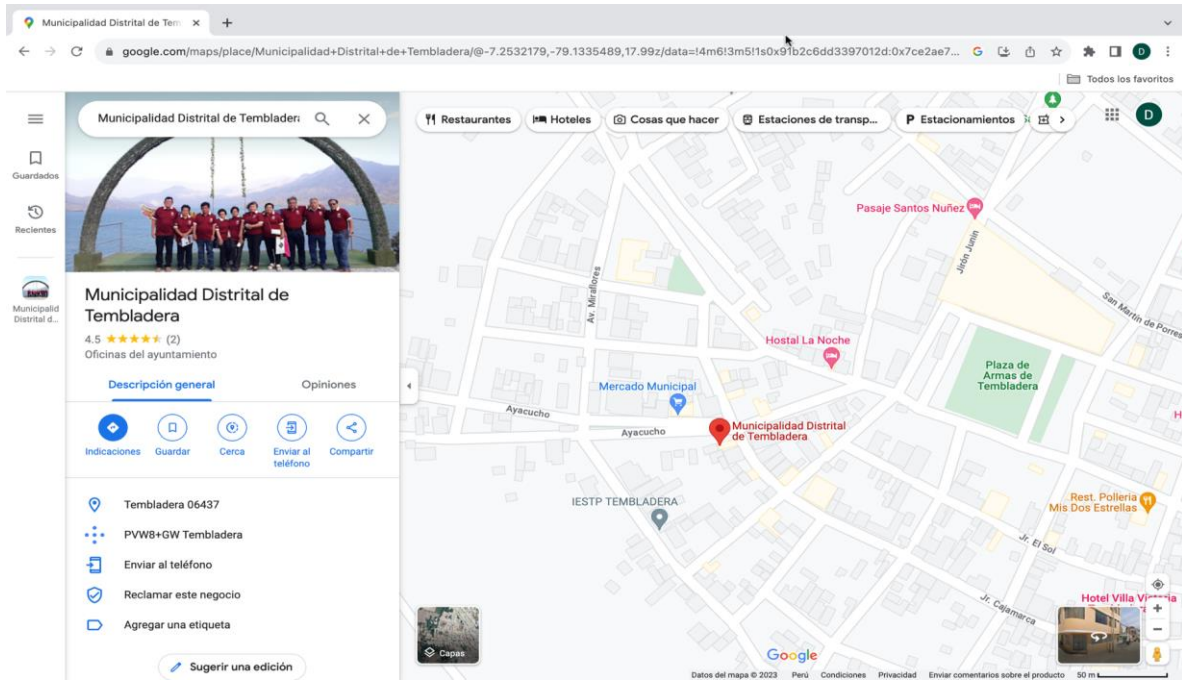 Municipalidad Distrital de Tem
google.com/maps/place/Municipalidad+Distrital+de+Tembladera/@-7.2532179,-79.1335489,17.99z/data=!4m6!3m5!1s0x91b2c6dd3397012d:0x7ce2ae7...
D
Todos los favoritos
Municipalidad Distrital de Tembladera
Guardados
Recientes
Municipalid
Distrital d...
Municipalidad Distrital de
Tembladera
4.5 (2)
Oficinas del ayuntamiento
Descripción general
Opiniones
Indicaciones
Guardar
Cerca
Enviar al
teléfono
Compartir
Tembladera 06437
PVW8+GW Tembladera
Enviar al teléfono
Reclamar este negocio
Agregar una etiqueta
Sugerir una edición
Restaurantes
Hoteles
Cosas que hacer
Estaciones de transp...
P Estacionamientos
D
Pasaje Santos Nuñez
Jirón Junin
San Martín de Porres
Av. Miraflores
Hostal La Noche
Plaza de
Armas de
Tembladera
Mercado Municipal
Ayacucho
Ayacucho
Municipalidad Distrital
de Tembladera
H
IESTP TEMBLADERA
Rest. Polleria
Mis Dos Estrellas
Jr. El Sol
Jr. Cajamarca
Hotel Villa Victoria
Capas
Google
Datos del mapa © 2023
Perú
Condiciones
Privacidad
Enviar comentarios sobre el producto
50 m